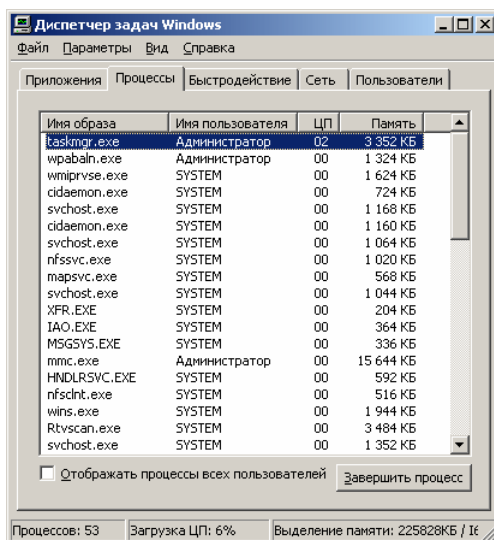 Диспетчер задач Windows
Файл Параметры Вид Справка
Приложения Процессы Быстродействие Сеть Пользователи
Имя образа Имя пользователя ЦП Память
taskmgr.exe Администратор 02 3 352 КБ
wpabaln.exe Администратор 00 1 324 КБ
wmiprvse.exe SYSTEM 00 1 624 КБ
cidaemon.exe SYSTEM 00 724 КБ
svchost.exe SYSTEM 00 1 168 КБ
cidaemon.exe SYSTEM 00 1 160 КБ
svchost.exe SYSTEM 00 1 064 КБ
nfssvc.exe SYSTEM 00 1 020 КБ
mapsvc.exe SYSTEM 00 568 КБ
svchost.exe SYSTEM 00 1 044 КБ
XFR.EXE SYSTEM 00 204 КБ
IAO.EXE SYSTEM 00 364 КБ
MSGSYS.EXE SYSTEM 00 336 КБ
mmc.exe Администратор 00 15 644 КБ
HNDLRSVC.EXE SYSTEM 00 592 КБ
nfsclnt.exe SYSTEM 00 516 КБ
wins.exe SYSTEM 00 1 944 КБ
Rtvscan.exe SYSTEM 00 3 484 КБ
svchost.exe SYSTEM 00 1 352 КБ
Отображать процессы всех пользователей Завершить процесс
Процессов: 53 Загрузка ЦП: 6% Выделение памяти: 225828КБ /